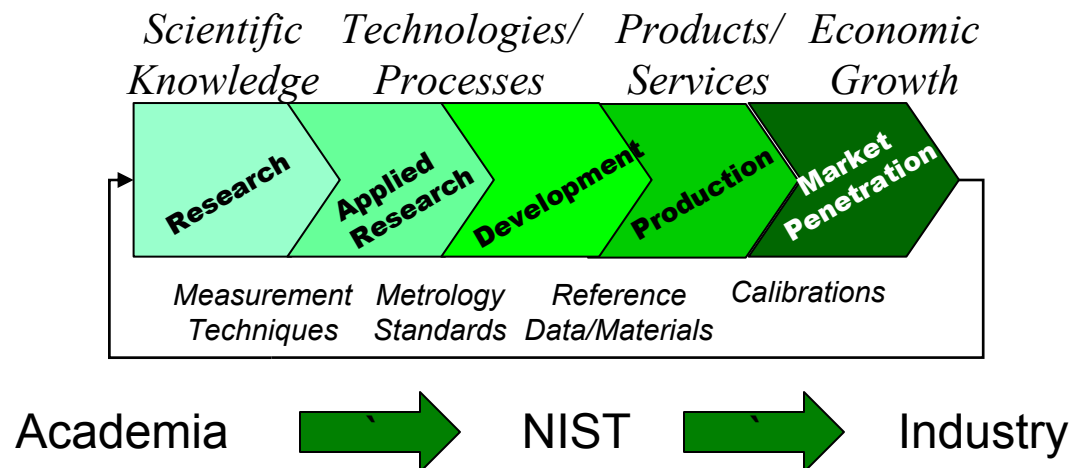 Scientific Technologies/ Products/ Economic
Knowledge Processes Services Growth
Research
Applied
Research
Development
Production
Market
Penetration
Measurement Metrology Reference Calibrations
Techniques Standards Data/Materials
Academia ` NIST ` Industry